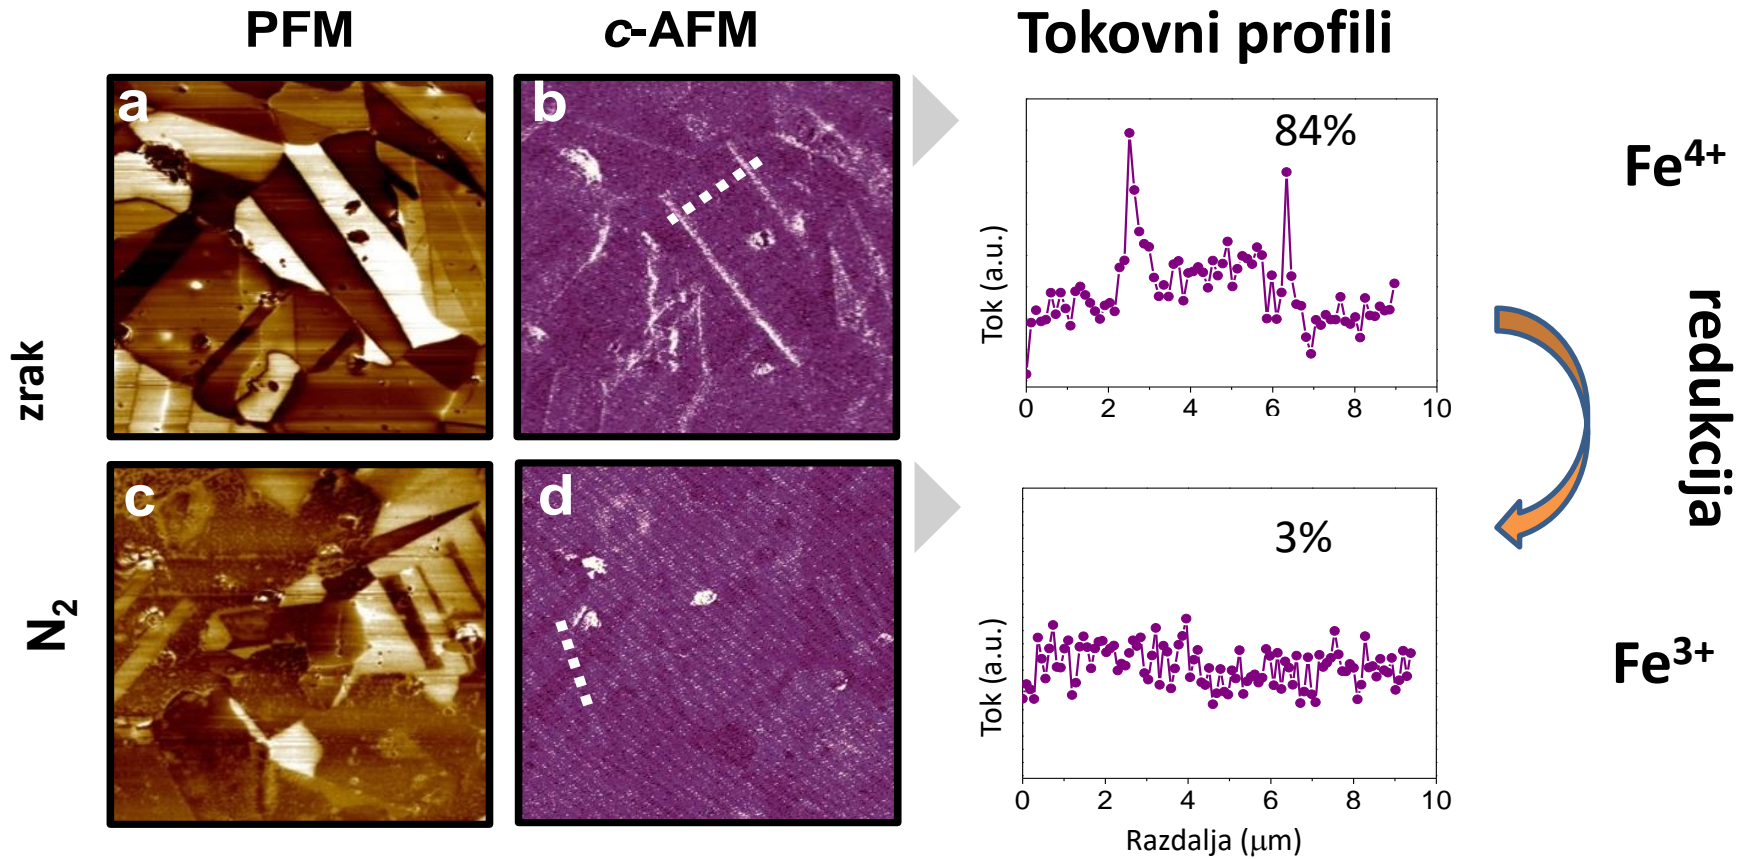 PFM
c-AFM
Tokovni profili
zrak
a
b
Tok (a.u.)
84%
0 2 4 6 8 10
Fe⁴⁺
redukcija
N₂
c
d
Tok (a.u.)
3%
0 2 4 6 8 10
Razdalja (μm)
Fe³⁺